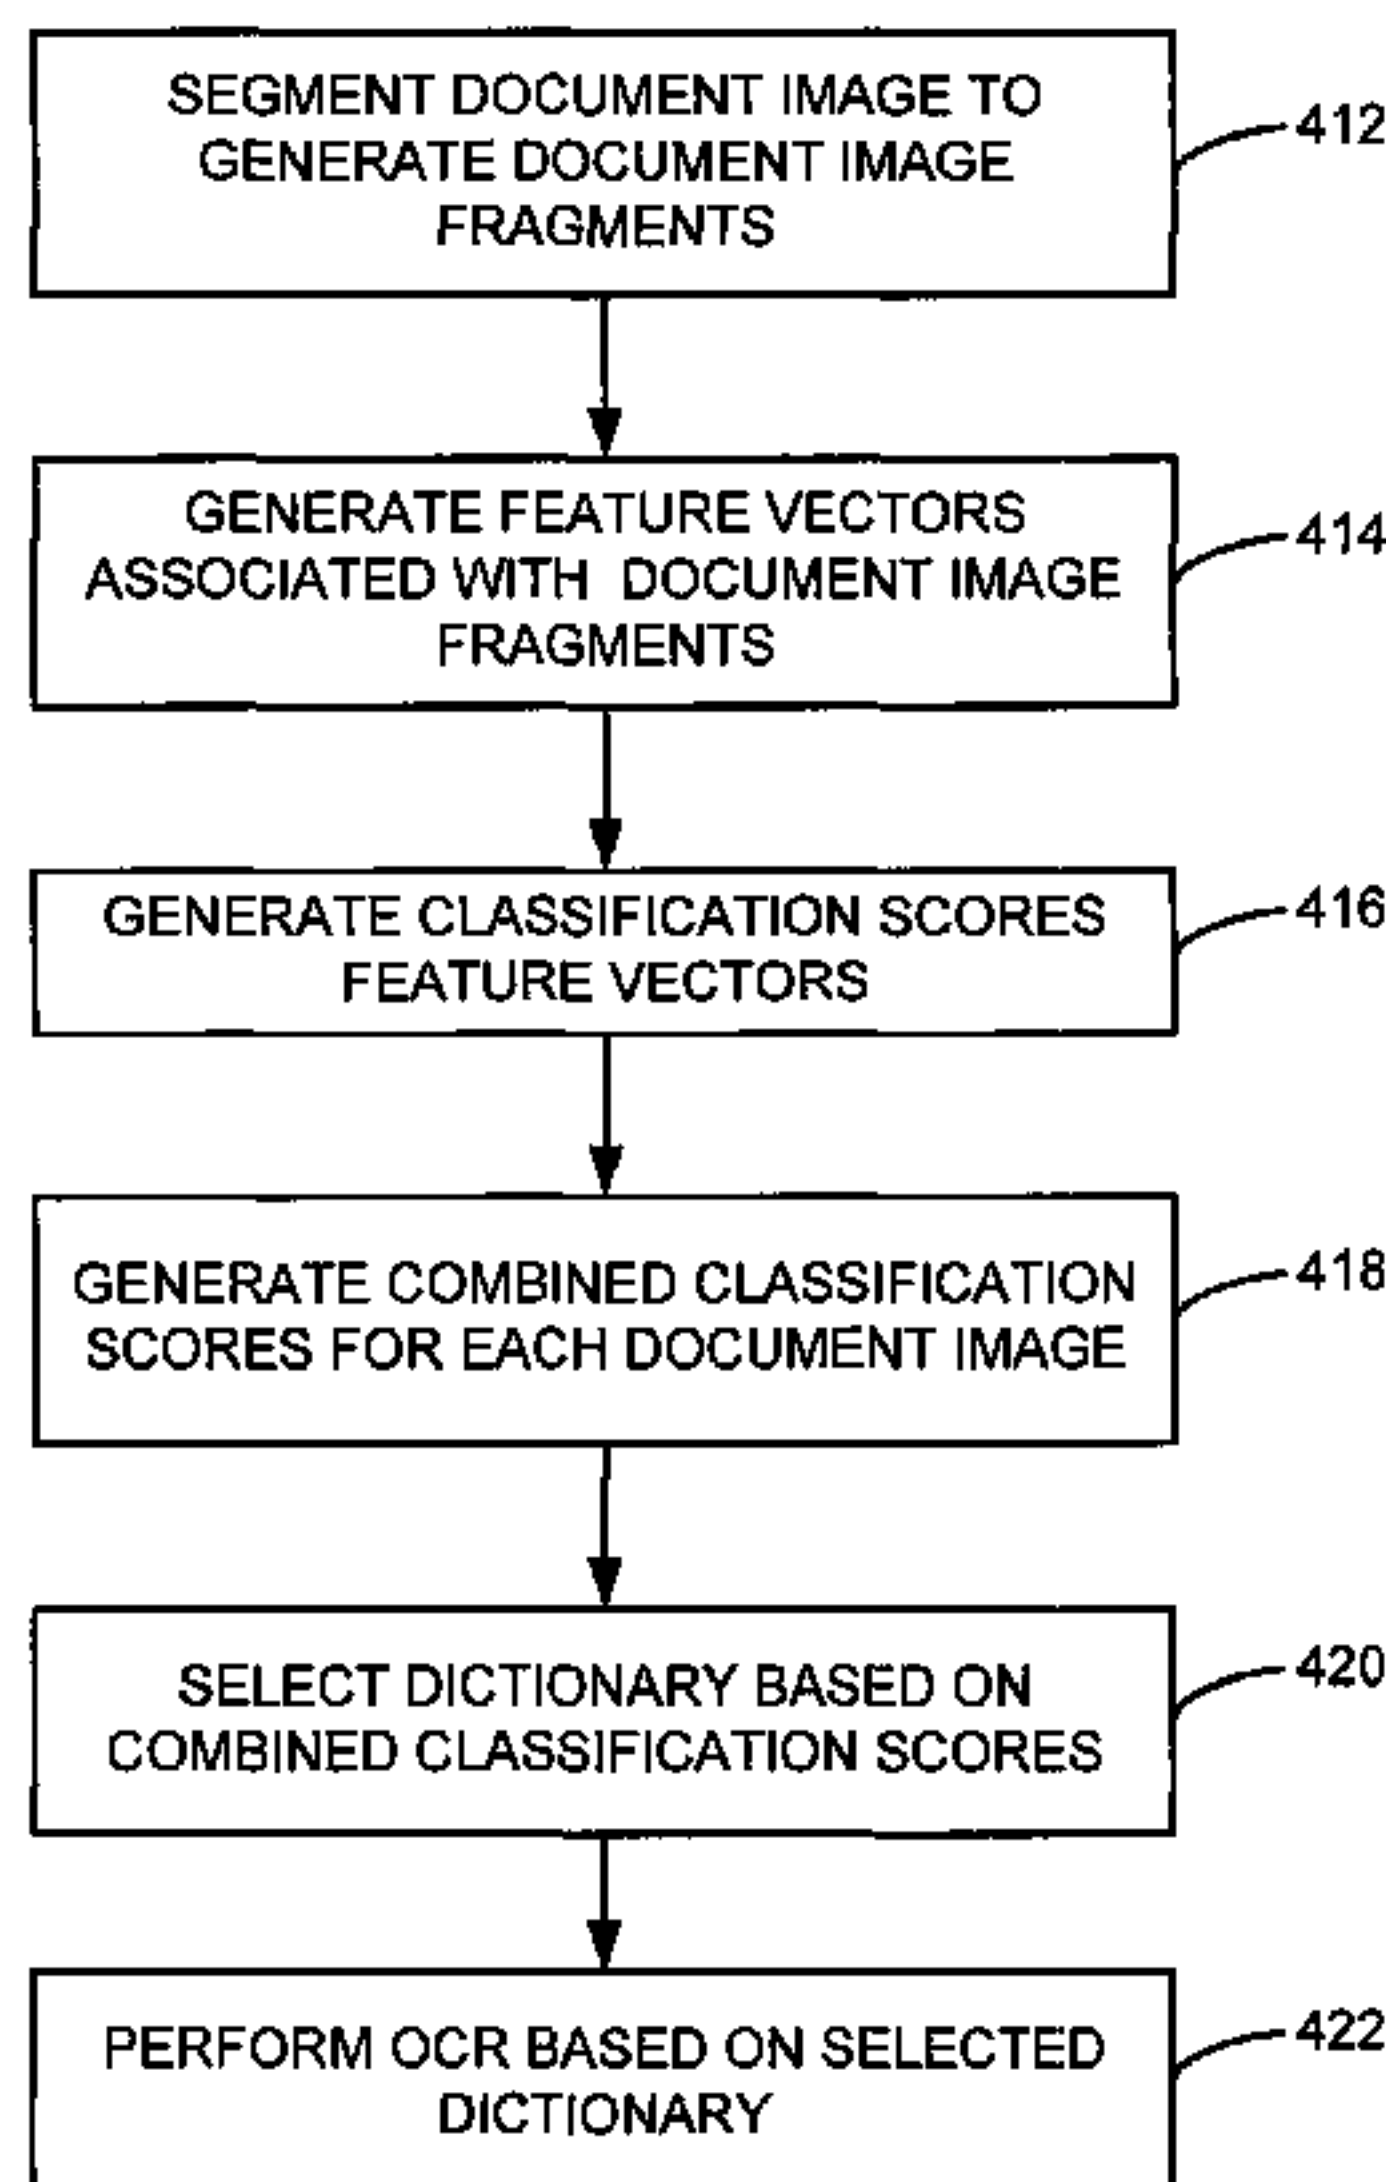 SEGMENT DOCUMENT IMAGE TO
GENERATE DOCUMENT IMAGE
FRAGMENTS
412
GENERATE FEATURE VECTORS
ASSOCIATED WITH DOCUMENT IMAGE
FRAGMENTS
414
GENERATE CLASSIFICATION SCORES
FEATURE VECTORS
416
GENERATE COMBINED CLASSIFICATION
SCORES FOR EACH DOCUMENT IMAGE
418
SELECT DICTIONARY BASED ON
COMBINED CLASSIFICATION SCORES
420
PERFORM OCR BASED ON SELECTED
DICTIONARY
422